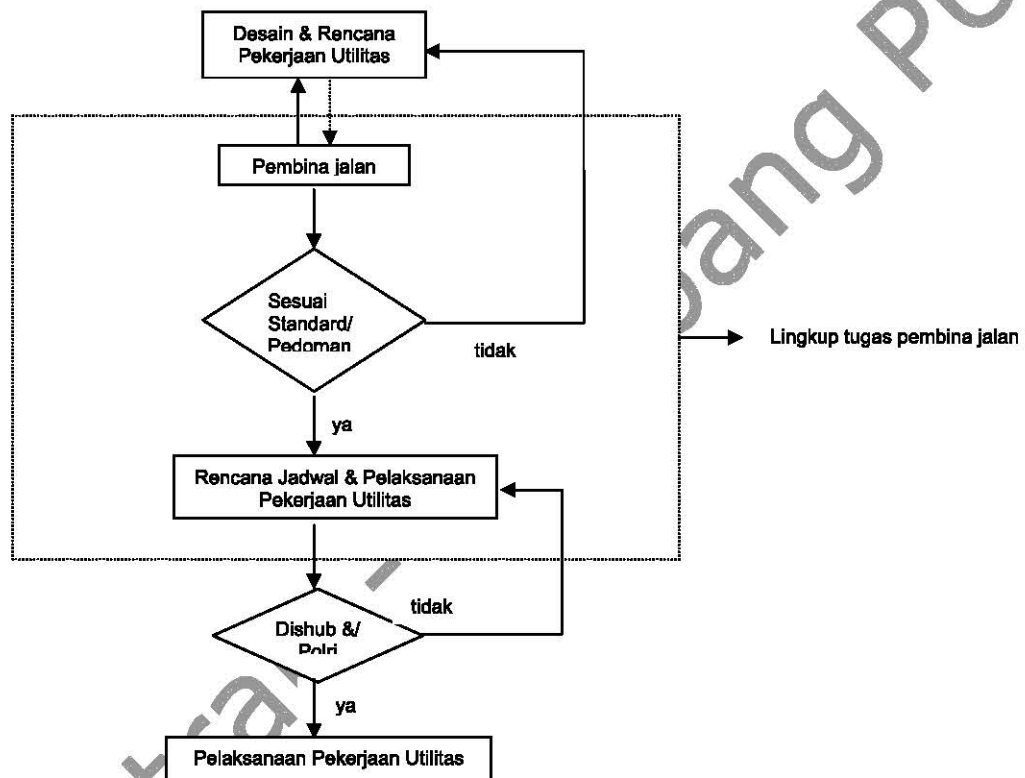 Desain & Rencana
Pekerjaan Utilitas
Pembina jalan
Sesuai
Standard/
Pedoman
tidak
Lingkup tugas pembina jalan
ya
Rencana Jadwal & Pelaksanaan
Pekerjaan Utilitas
tidak
Dishub &/
Polri
ya
Pelaksanaan Pekerjaan Utilitas